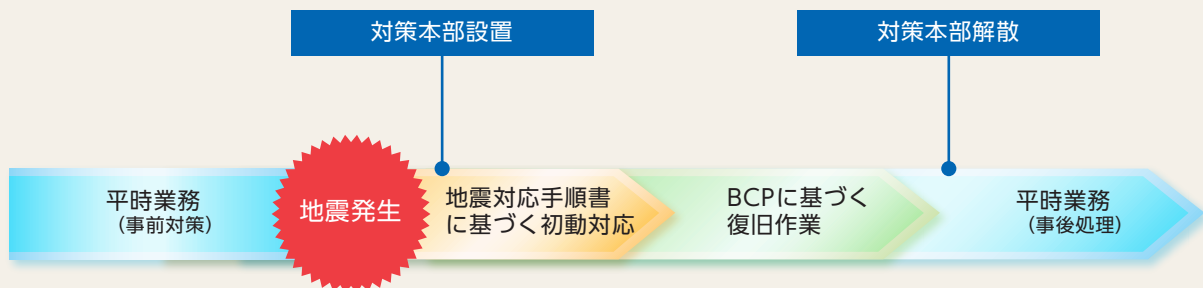 対策本部設置
対策本部解散
平時業務
（事前対策）
地震発生
地震対応手順書
に基づく初動対応
BCPに基づく
復旧作業
平時業務
（事後処理）